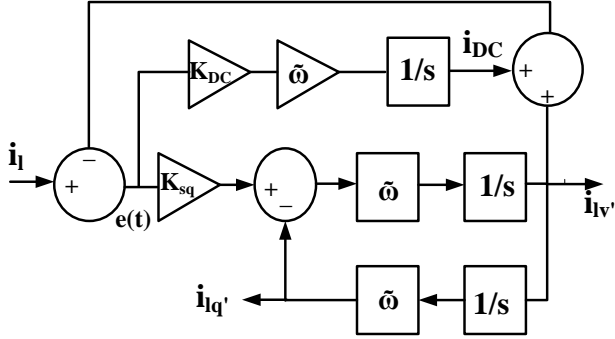 i_DC
K_DC
ω̃
1/s
+
+
i_l
−
+
K_sq
+
−
ω̃
1/s
e(t)
i_lv'
i_lq'
ω̃
1/s